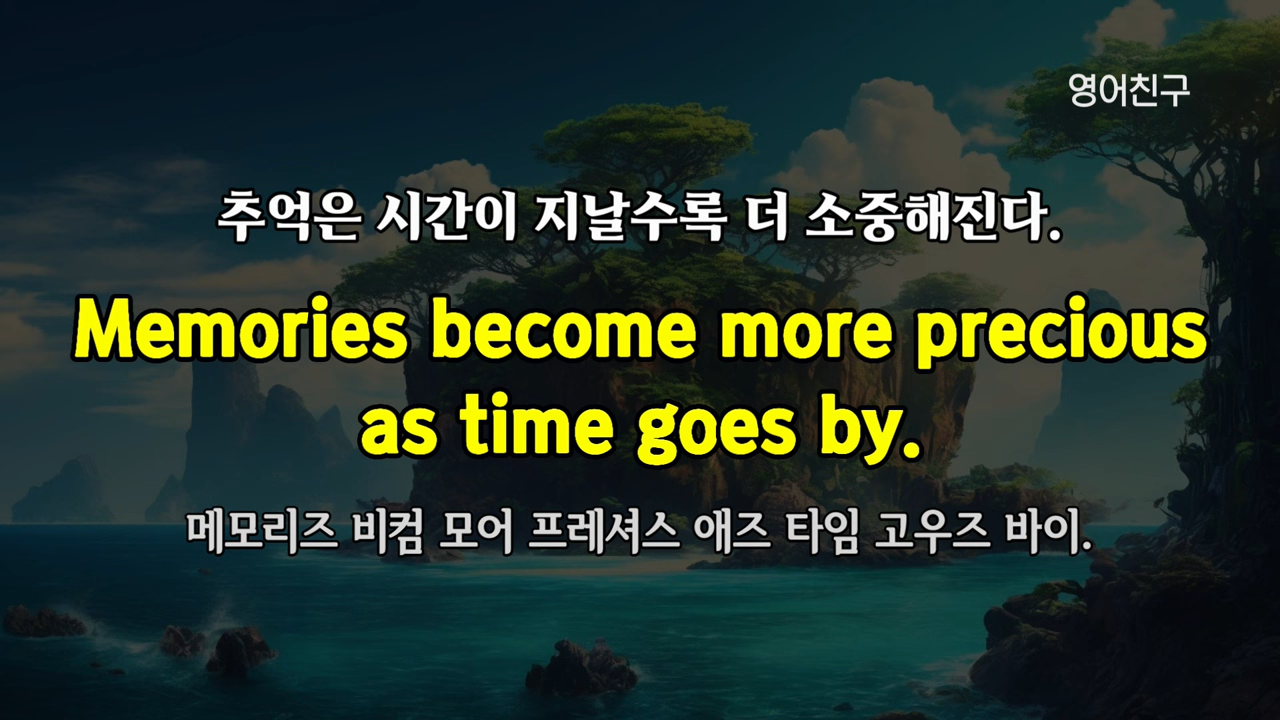 영어친구
추억은 시간이 지날수록 더 소중해진다.
Memories become more precious
as time goes by.
메모리즈 비컴 모어 프레셔스 애즈 타임 고우즈 바이.